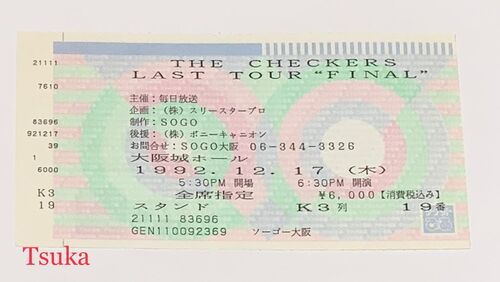 THE CHECKERS
LAST TOUR "FINAL"
主催:毎日放送
企画:(株)スリースタープロ
制作:SOGO
後援:(株)ポニーキャニオン
お問合せ:SOGO大阪 06-344-3326
大阪城ホール
1992.12.17(木)
5:30PM 開場 6:30PM 開演
全席指定 ¥6,000【消費税込み】
スタンド K3列 19番
21111 83696
GEN110092369 ソーゴー大阪
21111
7610
83696
921217
39
1
6000
K3
19
Tsuka